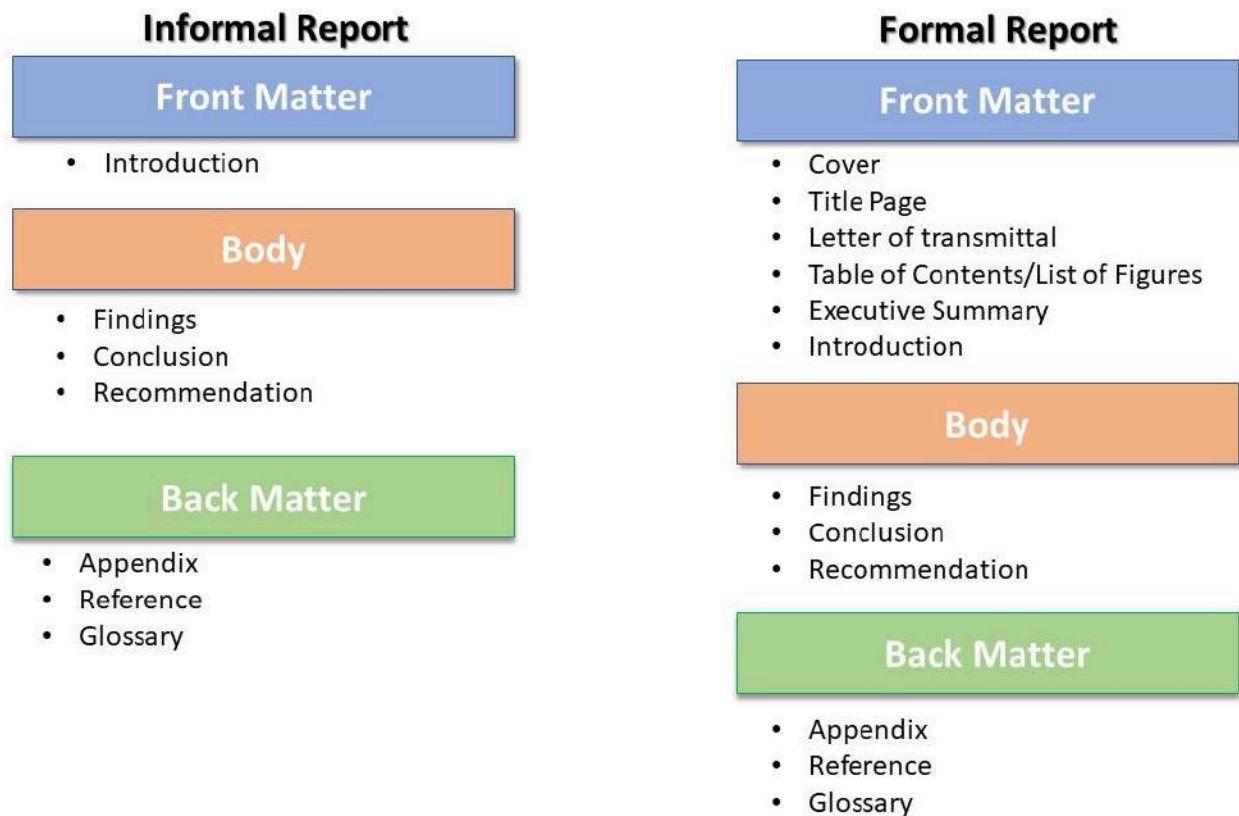 Informal Report
Front Matter
• Introduction
Body
• Findings
• Conclusion
• Recommendation
Back Matter
• Appendix
• Reference
• Glossary
Formal Report
Front Matter
• Cover
• Title Page
• Letter of transmittal
• Table of Contents/List of Figures
• Executive Summary
• Introduction
Body
• Findings
• Conclusion
• Recommendation
Back Matter
• Appendix
• Reference
• Glossary